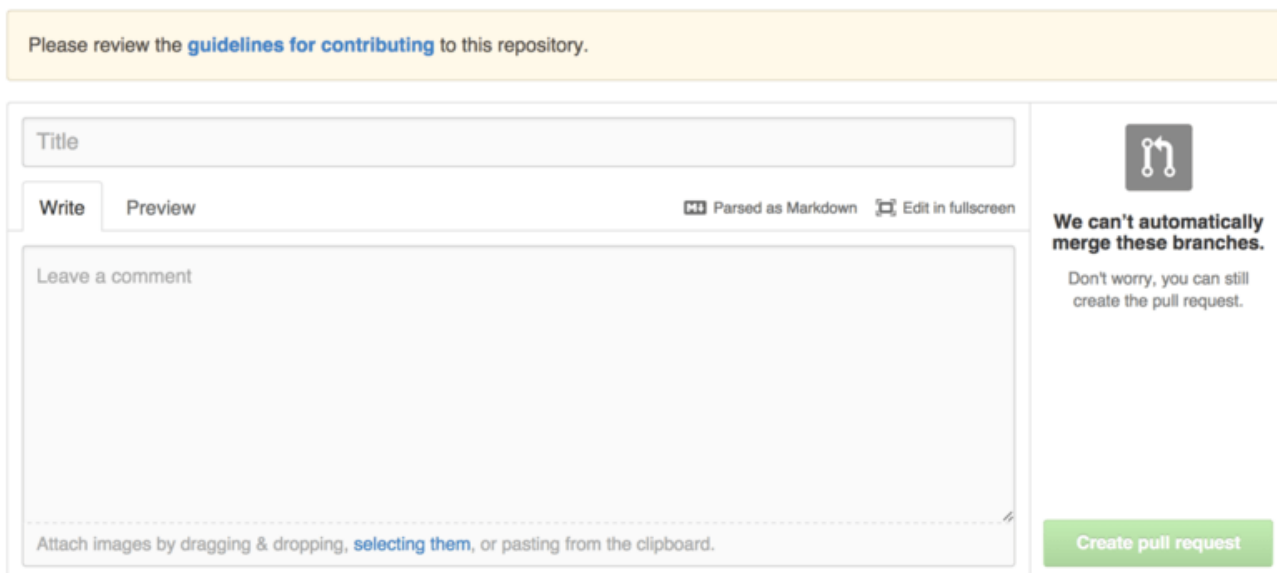 Please review the guidelines for contributing to this repository.
Title
Write Preview Parsed as Markdown Edit in fullscreen
Leave a comment
Attach images by dragging & dropping, selecting them, or pasting from the clipboard.
We can't automatically
merge these branches.
Don't worry, you can still
create the pull request.
Create pull request